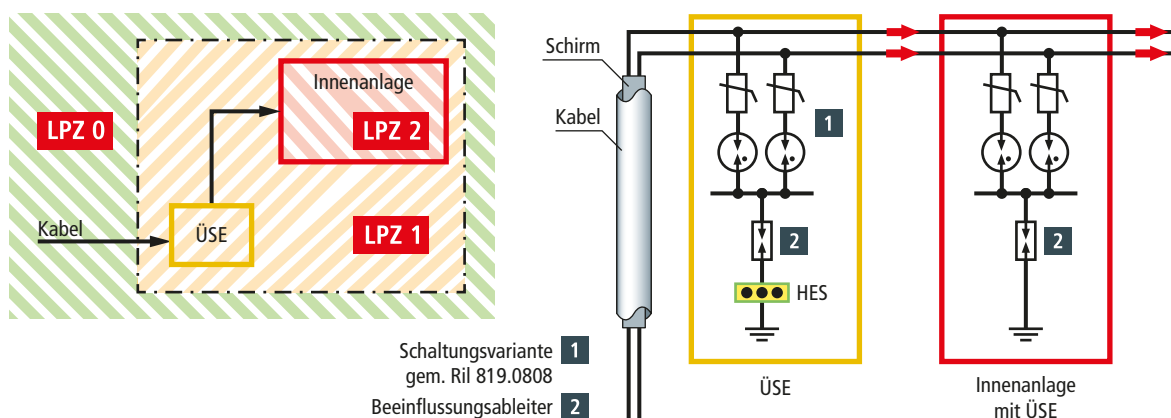 LPZ 0
Innenanlage
LPZ 2
Kabel
ÜSE
LPZ 1
Schirm
Kabel
1
2
HES
2
Schaltungsvariante 1
gem. Ril 819.0808
Beeinflussungsableiter 2
ÜSE
Innenanlage
mit ÜSE